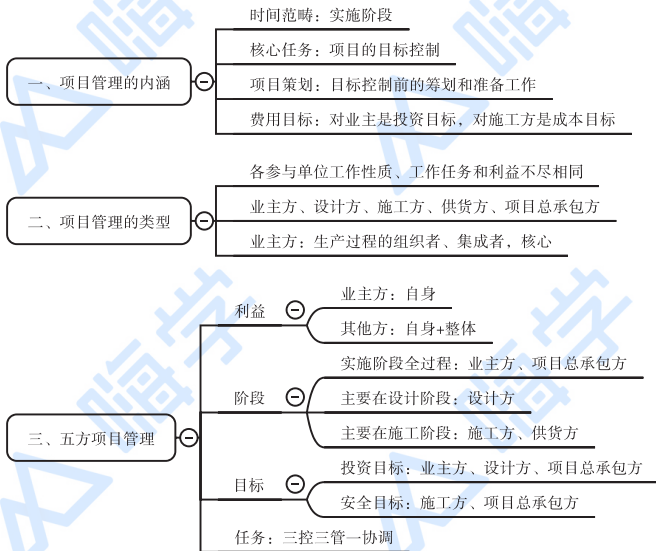 时间范畴：实施阶段
核心任务：项目的目标控制
一、项目管理的内涵
项目策划：目标控制前的筹划和准备工作
费用目标：对业主是投资目标，对施工方是成本目标
各参与单位工作性质、工作任务和利益不尽相同
二、项目管理的类型
业主方、设计方、施工方、供货方、项目总承包方
业主方：生产过程的组织者、集成者，核心
利益
业主方：自身
其他方：自身+整体
三、五方项目管理
阶段
实施阶段全过程：业主方、项目总承包方
主要在设计阶段：设计方
主要在施工阶段：施工方、供货方
目标
投资目标：业主方、设计方、项目总承包方
安全目标：施工方、项目总承包方
任务：三控三管一协调
嗨学
嗨学
嗨学
嗨学